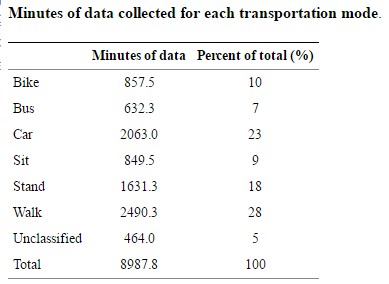 Minutes of data collected for each transportation mode.
Minutes of data Percent of total (%)
Bike 857.5 10
Bus 632.3 7
Car 2063.0 23
Sit 849.5 9
Stand 1631.3 18
Walk 2490.3 28
Unclassified 464.0 5
Total 8987.8 100